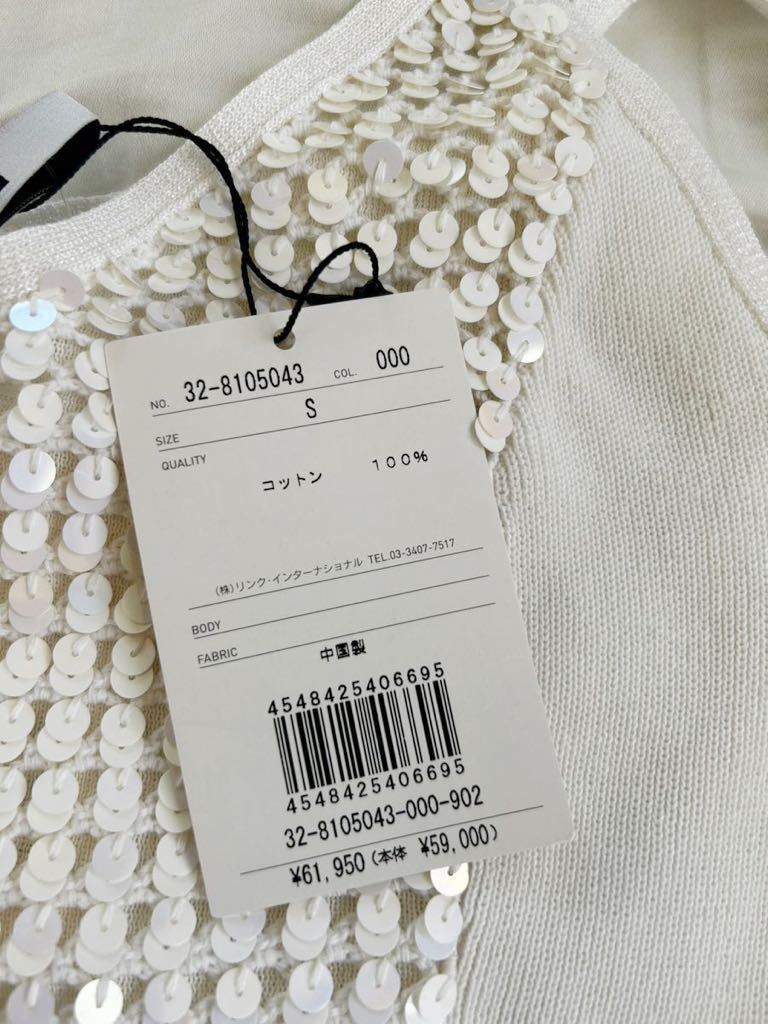 NO. 32-8105043 COL. 000
SIZE S
QUALITY
コットン 100%
(株)リンク・インターナショナル TEL.03-3407-7517
BODY
FABRIC 中国製
4548425406695
4548425406695
32-8105043-000-902
¥61,950 (本体 ¥59,000)